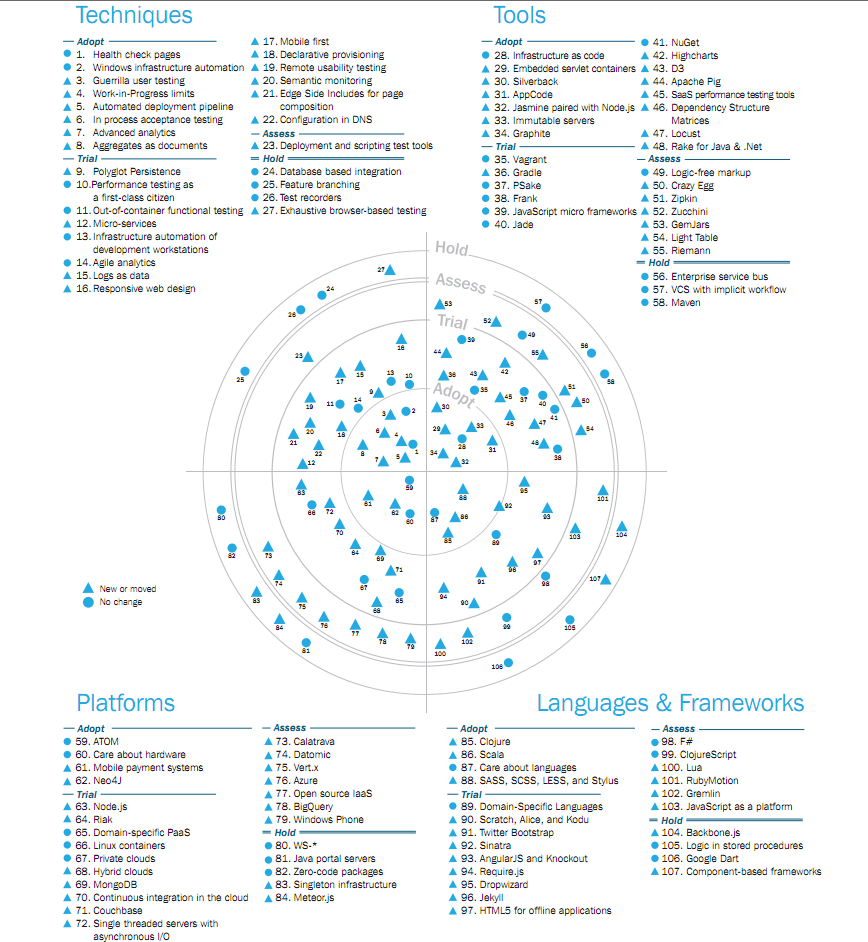 Techniques
Adopt
1. Health check pages
2. Windows infrastructure automation
3. Guerrilla user testing
4. Work-in-Progress limits
5. Automated deployment pipeline
6. In process acceptance testing
7. Advanced analytics
8. Aggregates as documents
Trial
9. Polyglot Persistence
10.Performance testing as
a first-class citizen
11. Out-of-container functional testing
12. Micro-services
13. Infrastructure automation of
development workstations
14. Agile analytics
15. Logs as data
16. Responsive web design
17. Mobile first
18. Declarative provisioning
19. Remote usability testing
20. Semantic monitoring
21. Edge Side Includes for page
composition
22. Configuration in DNS
Assess
23. Deployment and scripting test tools
Hold
24. Database based integration
25. Feature branching
26. Test recorders
27. Exhaustive browser-based testing
Tools
Adopt
28. Infrastructure as code
29. Embedded servlet containers
30. Silverback
31. AppCode
32. Jasmine paired with Node.js
33. Immutable servers
34. Graphite
Trial
35. Vagrant
36. Gradle
37. PSake
38. Frank
39. JavaScript micro frameworks
40. Jade
41. NuGet
42. Highcharts
43. D3
44. Apache Pig
45. SaaS performance testing tools
46. Dependency Structure
Matrices
47. Locust
48. Rake for Java & .Net
Assess
49. Logic-free markup
50. Crazy Egg
51. Zipkin
52. Zucchini
53. GemJars
54. Light Table
55. Riemann
Hold
56. Enterprise service bus
57. VCS with implicit workflow
58. Maven
Hold
Assess
Trial
Adopt
27
24
26
25
23
16
17
15
13
10
9
14
11
19
3
2
20
18
6
4
21
22
8
1
7
5
12
53
57
52
39
49
56
44
55
42
58
36
43
35
51
45
37
40
50
30
41
46
47
29
33
54
28
31
48
38
34
32
63
59
61
66
72
62
60
80
70
82
73
64
69
74
71
67
83
75
65
68
84
76
77
78
79
81
88
95
101
92
93
87
86
104
85
103
89
97
96
91
98
107
94
90
99
105
102
100
106
New or moved
No change
Platforms
Adopt
59. ATOM
60. Care about hardware
61. Mobile payment systems
62. Neo4J
Trial
63. Node.js
64. Riak
65. Domain-specific PaaS
66. Linux containers
67. Private clouds
68. Hybrid clouds
69. MongoDB
70. Continuous integration in the cloud
71. Couchbase
72. Single threaded servers with
asynchronous I/O
Assess
73. Calatrava
74. Datomic
75. Vert.x
76. Azure
77. Open source IaaS
78. BigQuery
79. Windows Phone
Hold
80. WS-*
81. Java portal servers
82. Zero-code packages
83. Singleton infrastructure
84. Meteor.js
Languages & Frameworks
Adopt
85. Clojure
86. Scala
87. Care about languages
88. SASS, SCSS, LESS, and Stylus
Trial
89. Domain-Specific Languages
90. Scratch, Alice, and Kodu
91. Twitter Bootstrap
92. Sinatra
93. AngularJS and Knockout
94. Require.js
95. Dropwizard
96. Jekyll
97. HTML5 for offline applications
Assess
98. F#
99. ClojureScript
100. Lua
101. RubyMotion
102. Gremlin
103. JavaScript as a platform
Hold
104. Backbone.js
105. Logic in stored procedures
106. Google Dart
107. Component-based frameworks